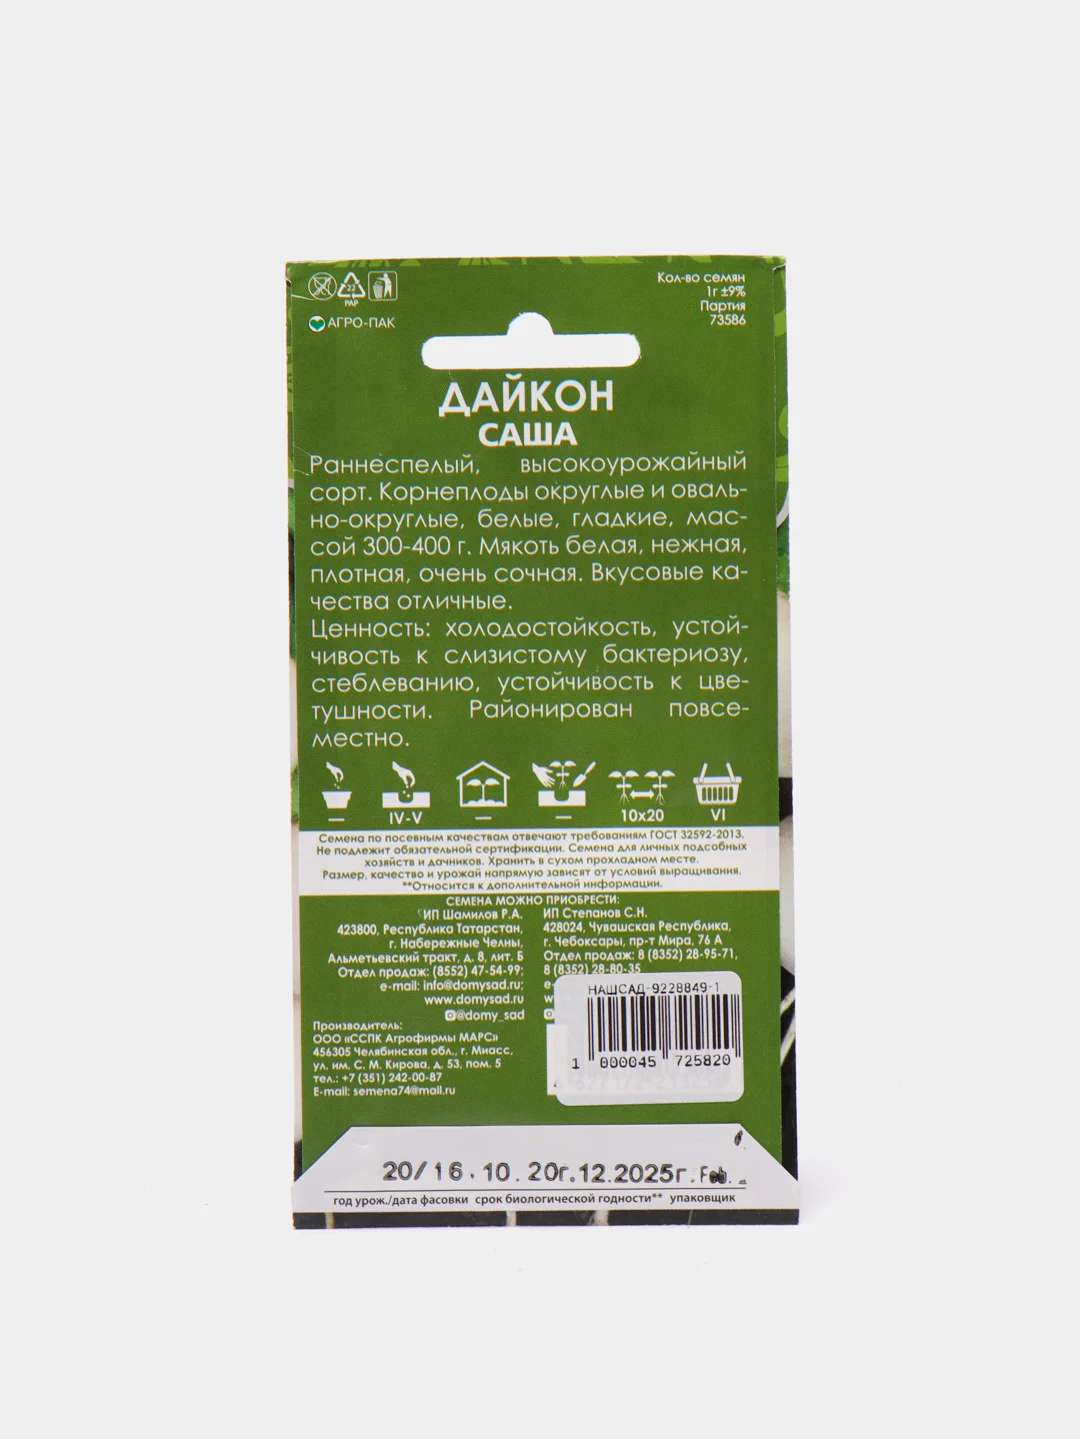 Кол-во семян
1г ±9%
Партия
73586
22
PAP
АГРО-ПАК
ДАЙКОН
САША
Раннеспелый, высокоурожайный
сорт. Корнеплоды округлые и оваль-
но-округлые, белые, гладкие, мас-
сой 300-400 г. Мякоть белая, нежная,
плотная, очень сочная. Вкусовые ка-
чества отличные.
Ценность: холодостойкость, устой-
чивость к слизистому бактериозу,
стеблеванию, устойчивость к цве-
тушности. Районирован повсе-
местно.
— IV-V — — 10x20 VI
Семена по посевным качествам отвечают требованиям ГОСТ 32592-2013.
Не подлежит обязательной сертификации. Семена для личных подсобных
хозяйств и дачников. Хранить в сухом прохладном месте.
Размер, качество и урожай напрямую зависят от условий выращивания.
**Относится к дополнительной информации.
СЕМЕНА МОЖНО ПРИОБРЕСТИ:
ИП Шамилов Р.А.
423800, Республика Татарстан,
г. Набережные Челны,
Альметьевский тракт, д. 8, лит. Б
Отдел продаж: (8552) 47-54-99;
e-mail: info@domysad.ru;
www.domysad.ru
@domy_sad
ИП Степанов С.Н.
428024, Чувашская Республика,
г. Чебоксары, пр-т Мира, 76 А
Отдел продаж: 8 (8352) 28-95-71,
8 (8352) 28-80-35
Производитель:
ООО «ССПК Агрофирмы МАРС»
456305 Челябинская обл., г. Миасс,
ул. им. С. М. Кирова, д. 53, пом. 5
тел.: +7 (351) 242-00-87
E-mail: semena74@mail.ru
НАШСАД-9228849-1
1 000045 725820
20/16.10.20г.12.2025г.
год урож./дата фасовки срок биологической годности** упаковщик